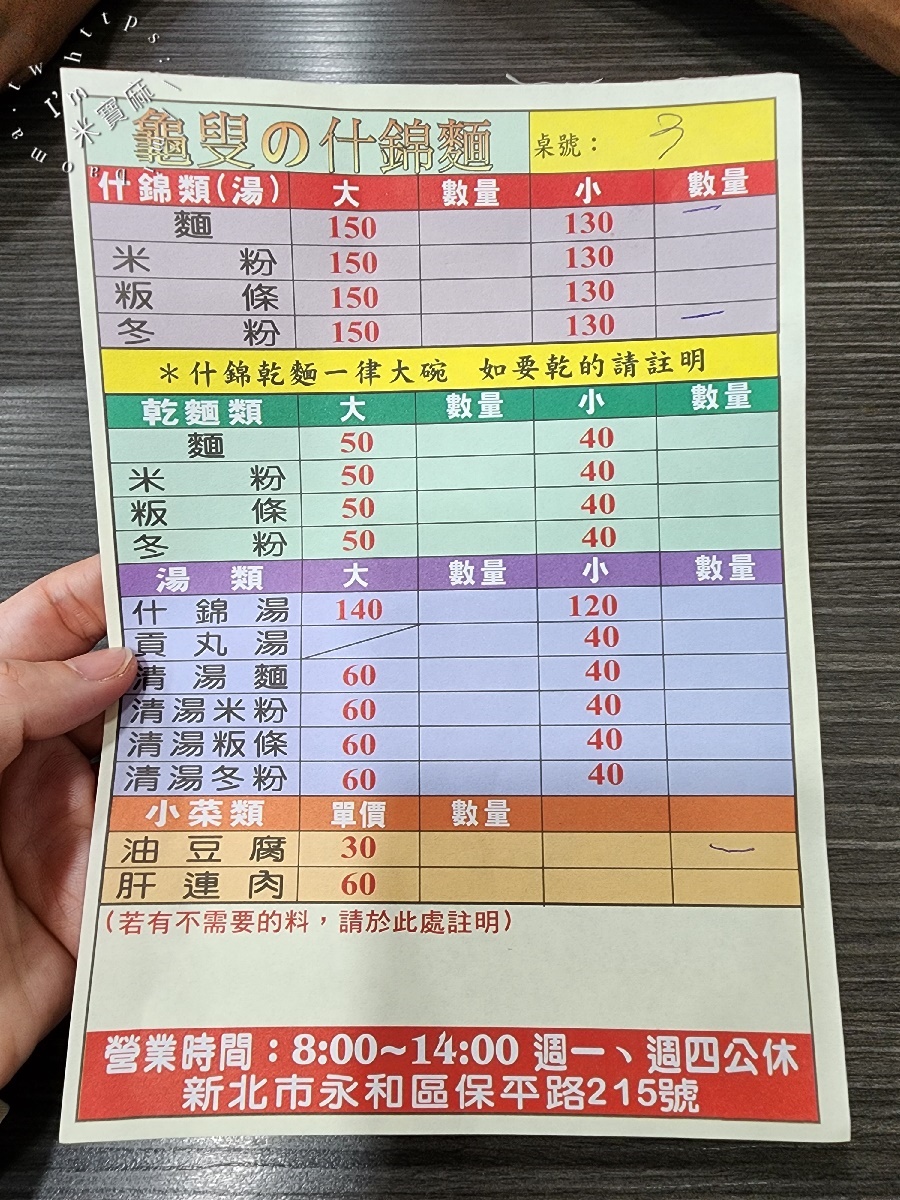 龜叟の什錦麵 桌號： 3
什錦類(湯) 大 數量 小 數量
麵 150 130 一
米粉 150 130
粄條 150 130
冬粉 150 130 一
＊什錦乾麵一律大碗 如要乾的請註明
乾麵類 大 數量 小 數量
麵 50 40
米粉 50 40
粄條 50 40
冬粉 50 40
湯類 大 數量 小 數量
什錦湯 140 120
貢丸湯 40
清湯麵 60 40
清湯米粉 60 40
清湯粄條 60 40
清湯冬粉 60 40
小菜類 單價 數量
油豆腐 30 一
肝連肉 60
(若有不需要的料，請於此處註明)
營業時間：8:00~14:00 週一、週四公休
新北市永和區保平路215號
I'm 米寶麻